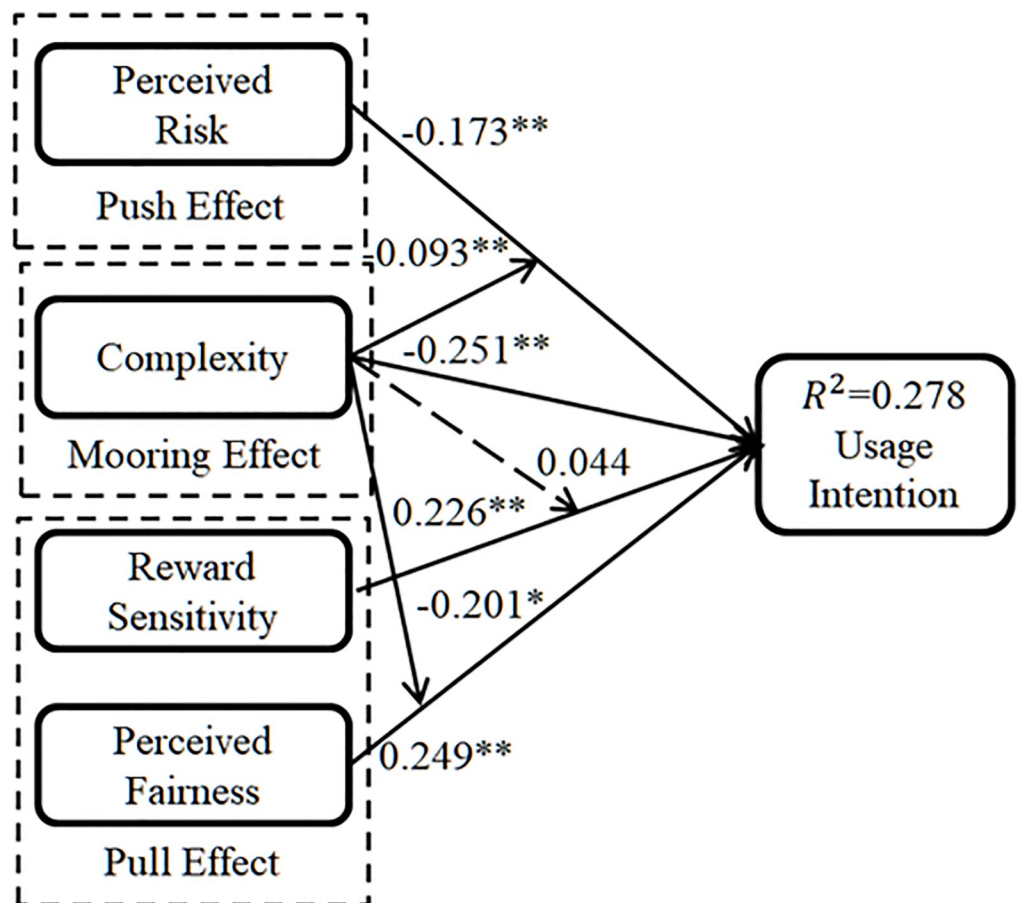 Perceived
Risk
Push Effect
-0.173**
-0.093**
Complexity
Mooring Effect
-0.251**
0.044
R²=0.278
Usage
Intention
Reward
Sensitivity
0.226**
-0.201*
Perceived
Fairness
0.249**
Pull Effect